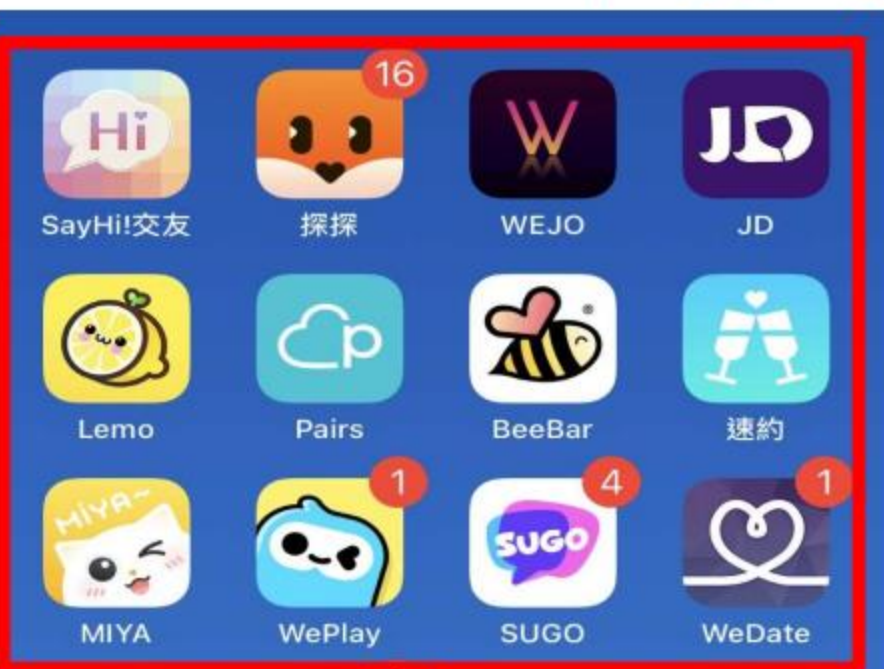 Hi
16
W
JD
SayHi!交友
探探
WEJO
JD
p
®
Lemo
Pairs
BeeBar
速約
MiYA~
1
SUGO
4
1
MIYA
WePlay
SUGO
WeDate